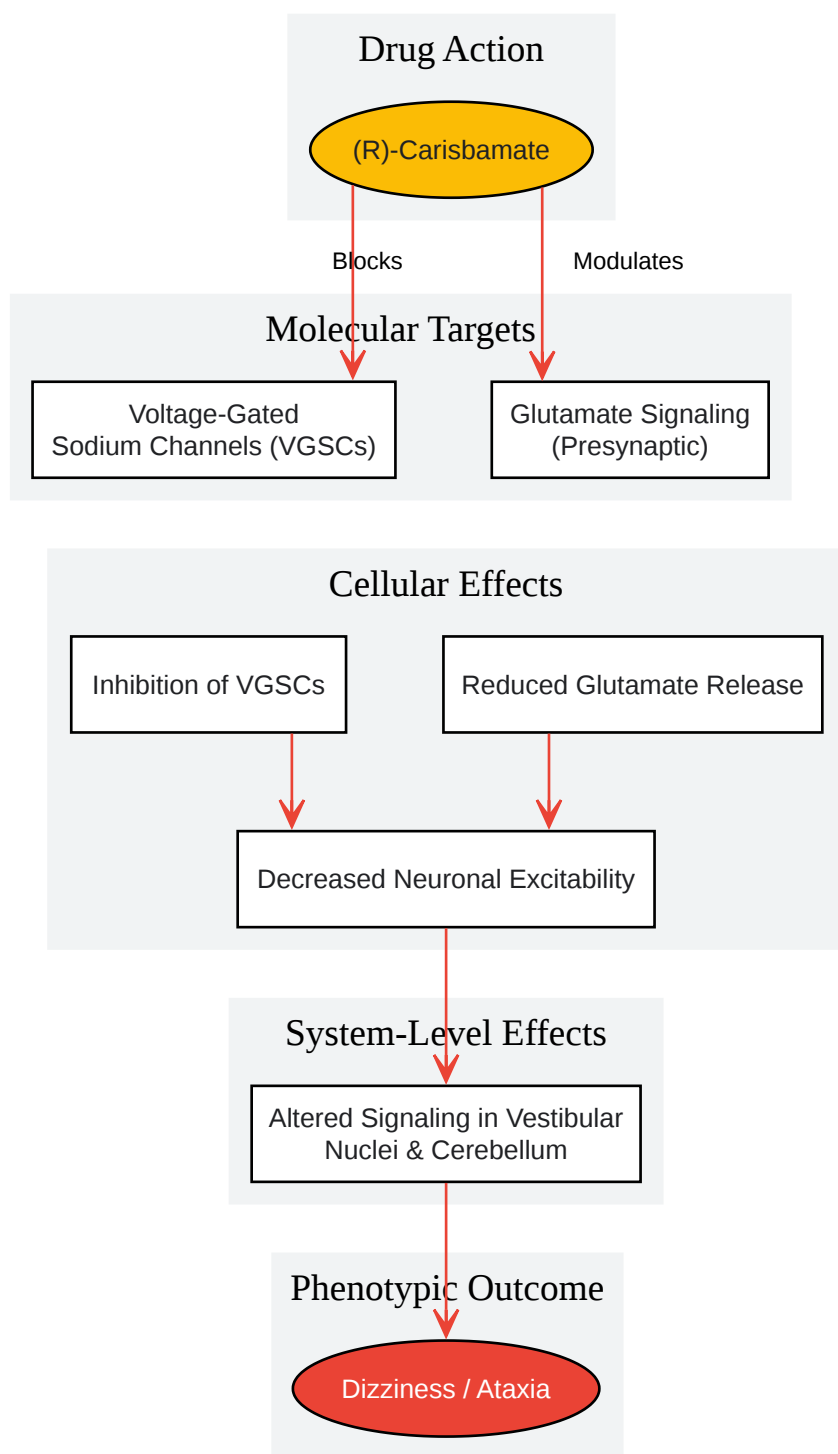 Drug Action
(R)-Carisbamate
Blocks
Modulates
Molecular Targets
Voltage-Gated
Sodium Channels (VGSCs)
Glutamate Signaling
(Presynaptic)
Cellular Effects
Inhibition of VGSCs
Reduced Glutamate Release
Decreased Neuronal Excitability
System-Level Effects
Altered Signaling in Vestibular
Nuclei & Cerebellum
Phenotypic Outcome
Dizziness / Ataxia